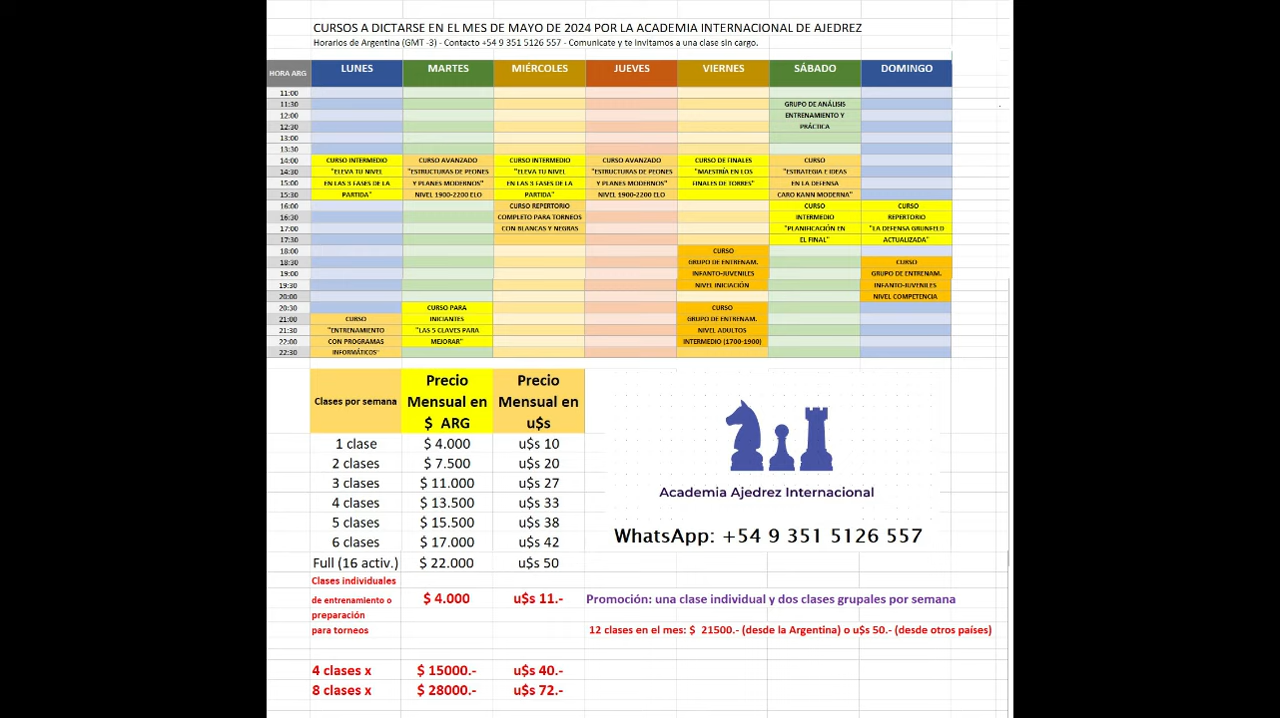 CURSOS A DICTARSE EN EL MES DE MAYO DE 2024 POR LA ACADEMIA INTERNACIONAL DE AJEDREZ
Horarios de Argentina (GMT -3) - Contacto +54 9 351 5126 557 - Comunicate y te invitamos a una clase sin cargo.
HORA ARG LUNES MARTES MIÉRCOLES JUEVES VIERNES SÁBADO DOMINGO
11:00
11:30 GRUPO DE ANÁLISIS
12:00 ENTRENAMIENTO Y
12:30 PRÁCTICA
13:00
13:30
14:00 CURSO INTERMEDIO CURSO AVANZADO CURSO INTERMEDIO CURSO AVANZADO CURSO DE FINALES CURSO
14:30 "ELEVA TU NIVEL "ESTRUCTURAS DE PEONES "ELEVA TU NIVEL "ESTRUCTURAS DE PEONES "MAESTRÍA EN LOS "ESTRATEGIA E IDEAS
15:00 EN LAS 3 FASES DE LA Y PLANES MODERNOS" EN LAS 3 FASES DE LA Y PLANES MODERNOS" FINALES DE TORRES" EN LA DEFENSA
15:30 PARTIDA" NIVEL 1900-2200 ELO PARTIDA" NIVEL 1900-2200 ELO CARO KANN MODERNA"
16:00 CURSO REPERTORIO CURSO CURSO
16:30 COMPLETO PARA TORNEOS INTERMEDIO REPERTORIO
17:00 CON BLANCAS Y NEGRAS "PLANIFICACIÓN EN "LA DEFENSA GRUNFELD
17:30 EL FINAL" ACTUALIZADA"
18:00 CURSO
18:30 GRUPO DE ENTRENAM. CURSO
19:00 INFANTO-JUVENILES GRUPO DE ENTRENAM.
19:30 NIVEL INICIACIÓN INFANTO-JUVENILES
20:00 NIVEL COMPETENCIA
20:30 CURSO PARA CURSO
21:00 CURSO INICIANTES GRUPO DE ENTRENAM.
21:30 "ENTRENAMIENTO "LAS 5 CLAVES PARA NIVEL ADULTOS
22:00 CON PROGRAMAS MEJORAR" INTERMEDIO (1700-1900)
22:30 INFORMÁTICOS"
Clases por semana Precio Mensual en $ ARG Precio Mensual en u$s
1 clase $ 4.000 u$s 10
2 clases $ 7.500 u$s 20
3 clases $ 11.000 u$s 27
4 clases $ 13.500 u$s 33
5 clases $ 15.500 u$s 38
6 clases $ 17.000 u$s 42
Full (16 activ.) $ 22.000 u$s 50
Academia Ajedrez Internacional
WhatsApp: +54 9 351 5126 557
Clases individuales
de entrenamiento o $ 4.000 u$s 11.- Promoción: una clase individual y dos clases grupales por semana
preparación
para torneos 12 clases en el mes: $ 21500.- (desde la Argentina) o u$s 50.- (desde otros países)
4 clases x $ 15000.- u$s 40.-
8 clases x $ 28000.- u$s 72.-